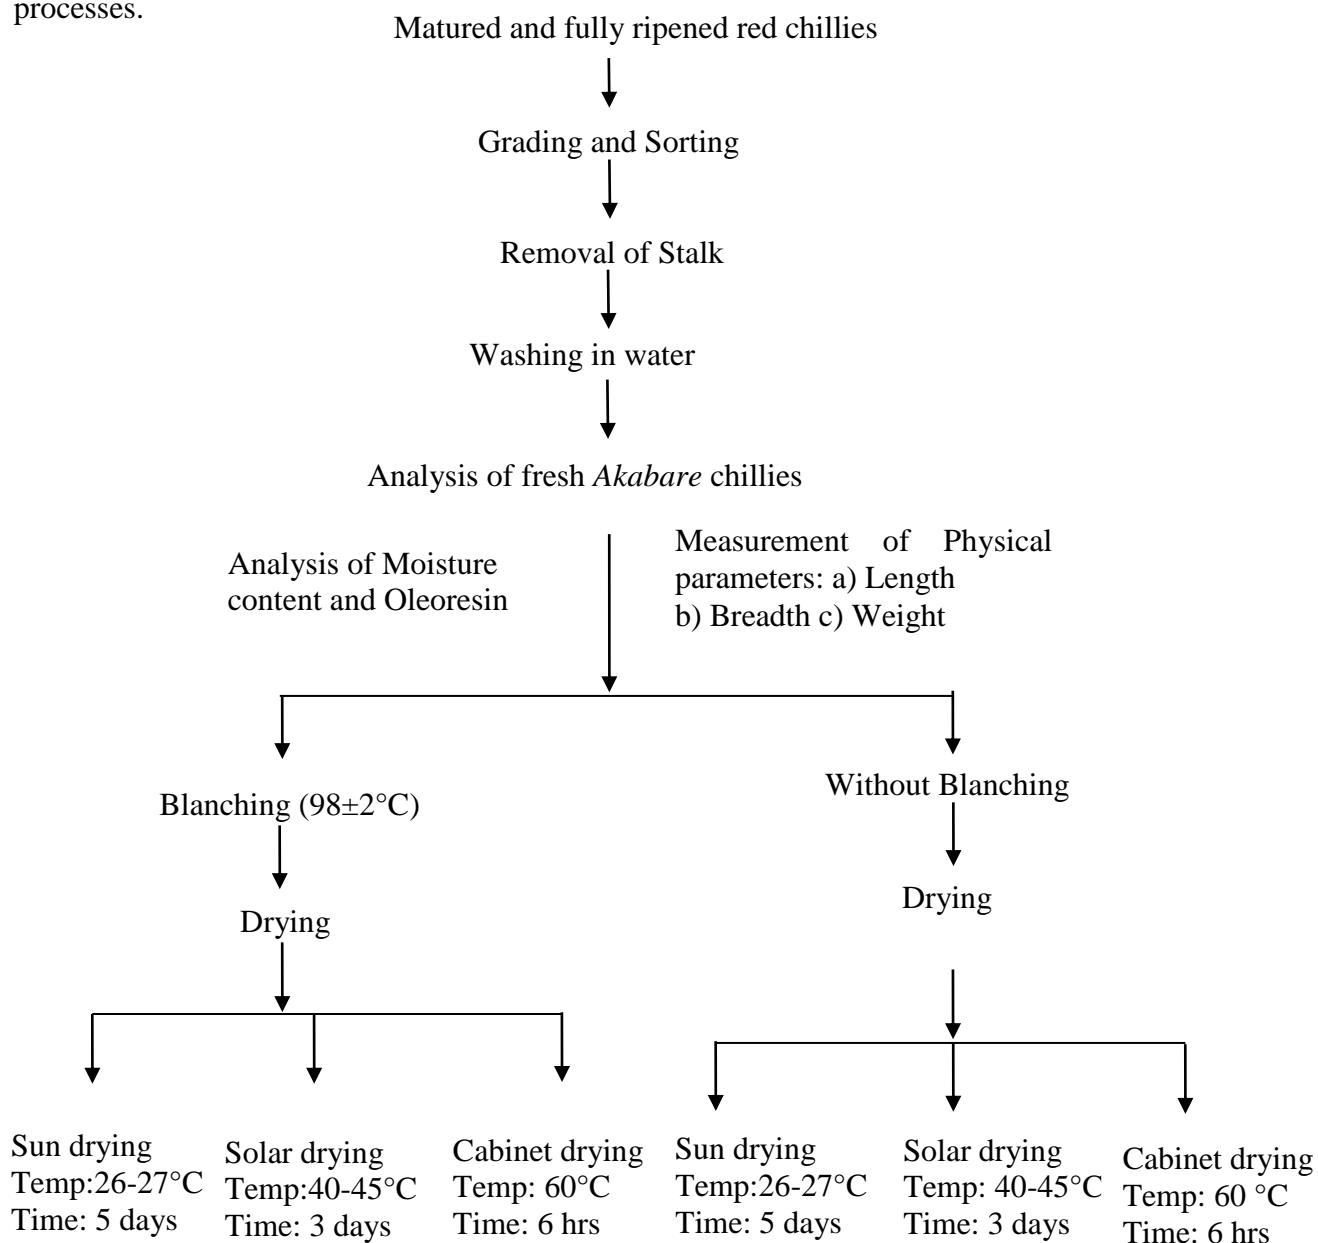 processes.
Matured and fully ripened red chillies
Grading and Sorting
Removal of Stalk
Washing in water
Analysis of fresh Akabare chillies
Analysis of Moisture
content and Oleoresin
Measurement of Physical
parameters: a) Length
b) Breadth c) Weight
Blanching (98±2°C)
Drying
Without Blanching
Drying
Sun drying
Temp:26-27°C
Time: 5 days
Solar drying
Temp:40-45°C
Time: 3 days
Cabinet drying
Temp: 60°C
Time: 6 hrs
Sun drying
Temp:26-27°C
Time: 5 days
Solar drying
Temp: 40-45°C
Time: 3 days
Cabinet drying
Temp: 60 °C
Time: 6 hrs